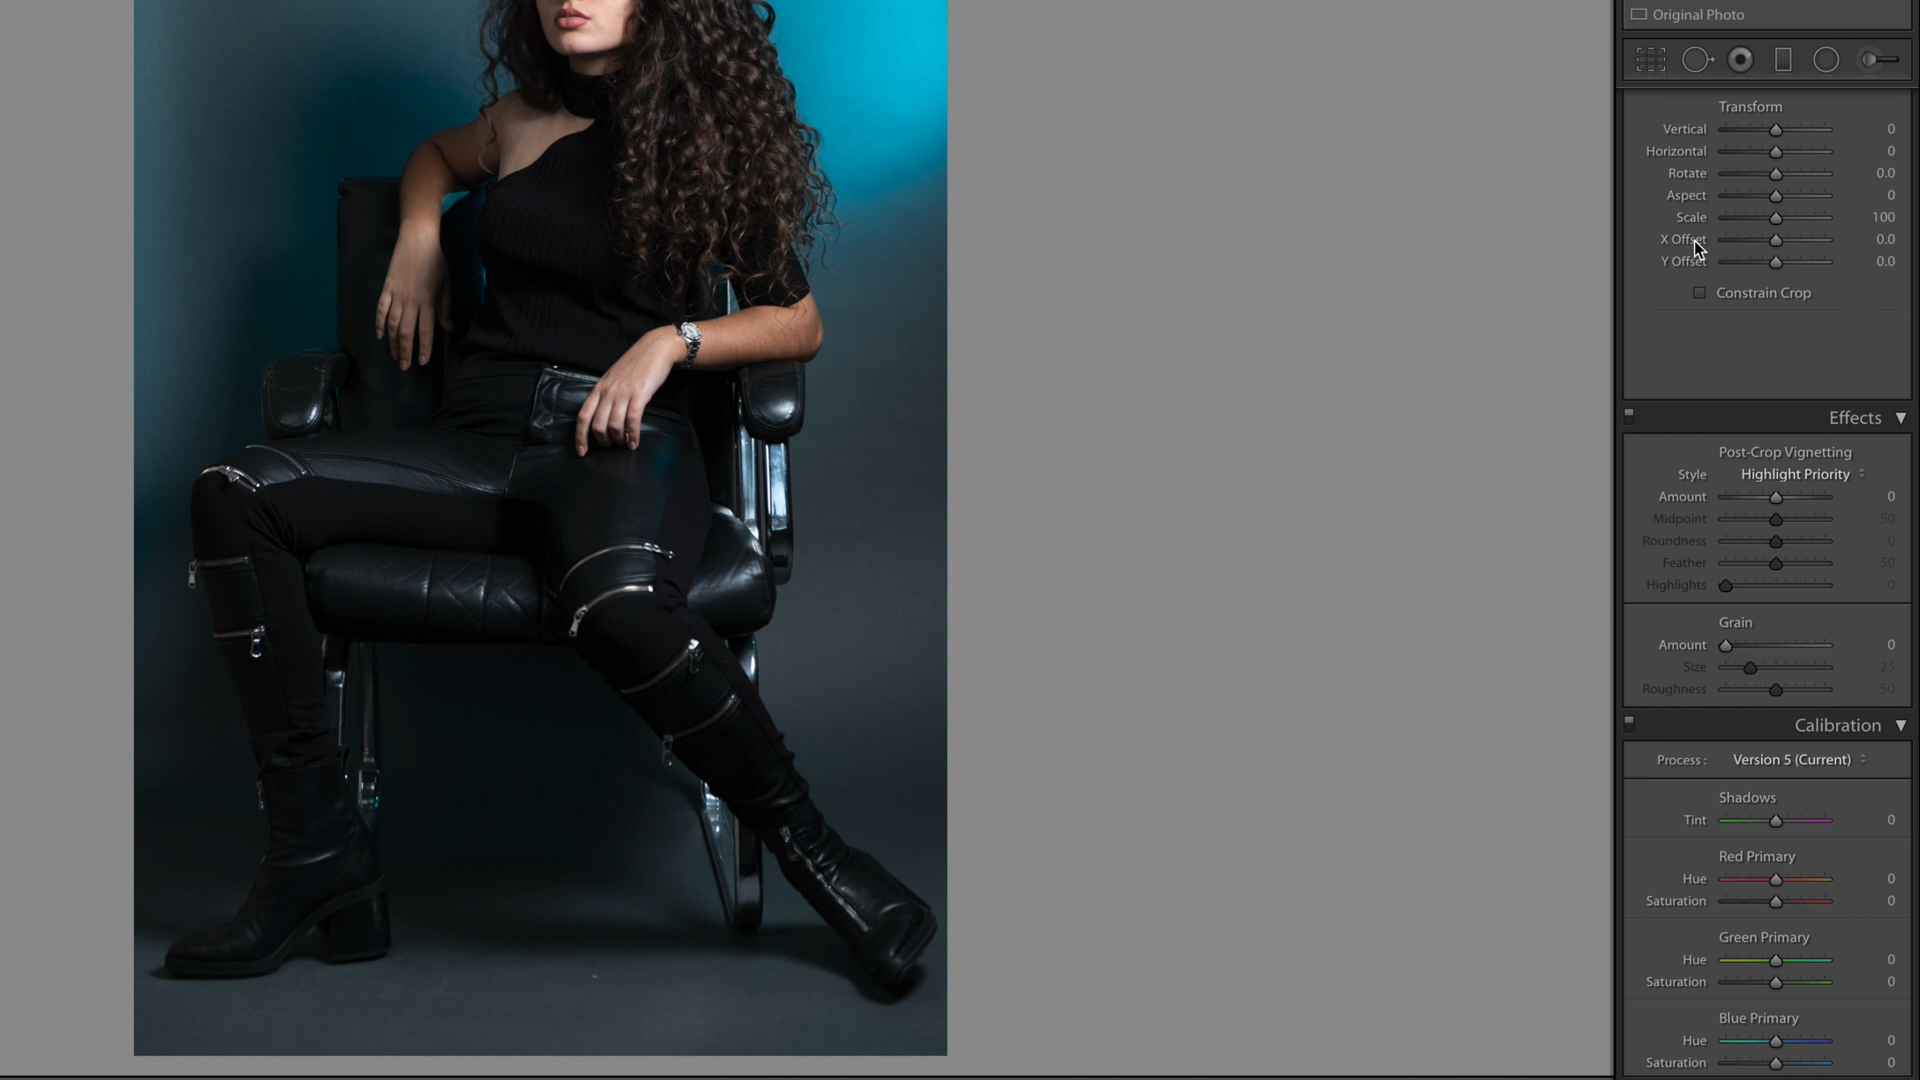 Original Photo
Transform
Vertical 0
Horizontal 0
Rotate 0.0
Aspect 0
Scale 100
X Offset 0.0
Y Offset 0.0
Constrain Crop
Effects
Post-Crop Vignetting
Style Highlight Priority
Amount 0
Midpoint 50
Roundness 0
Feather 50
Highlights 0
Grain
Amount 0
Size 25
Roughness 50
Calibration
Process : Version 5 (Current)
Shadows
Tint 0
Red Primary
Hue 0
Saturation 0
Green Primary
Hue 0
Saturation 0
Blue Primary
Hue 0
Saturation 0